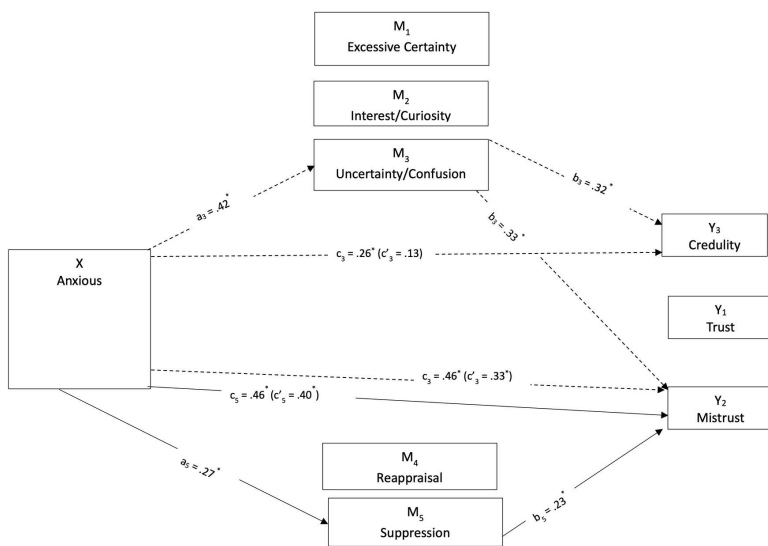 M₁
Excessive Certainty
M₂
Interest/Curiosity
M₃
Uncertainty/Confusion
a₃ = .42*
b₃ = .32*
b₃ = .33*
Y₃
Credulity
X
Anxious
c₃ = .26* (c'₃ = .13)
Y₁
Trust
c₃ = .46* (c'₃ = .33*)
c₅ = .46* (c'₅ = .40*)
Y₂
Mistrust
a₅ = .27*
M₄
Reappraisal
b₅ = .23*
M₅
Suppression